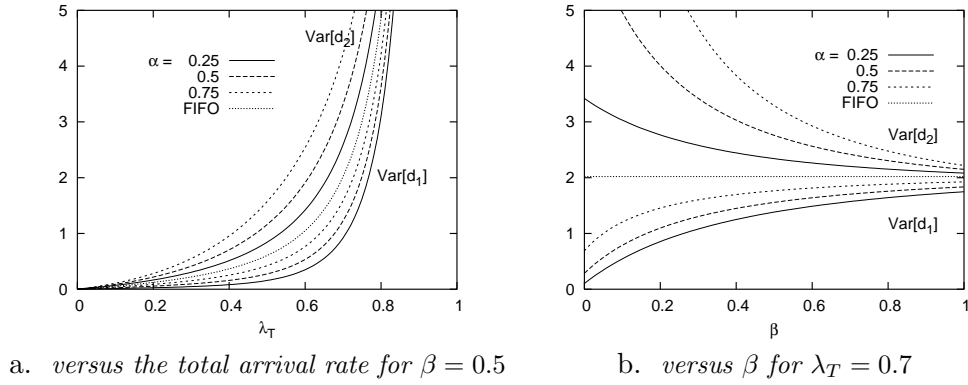 5
4
3
2
1
0
0 0.2 0.4 0.6 0.8 1
λT
α = 0.25
0.5
0.75
FIFO
Var[d2]
Var[d1]
a. versus the total arrival rate for β = 0.5
5
4
3
2
1
0
0 0.2 0.4 0.6 0.8 1
β
α = 0.25
0.5
0.75
FIFO
Var[d2]
Var[d1]
b. versus β for λT = 0.7